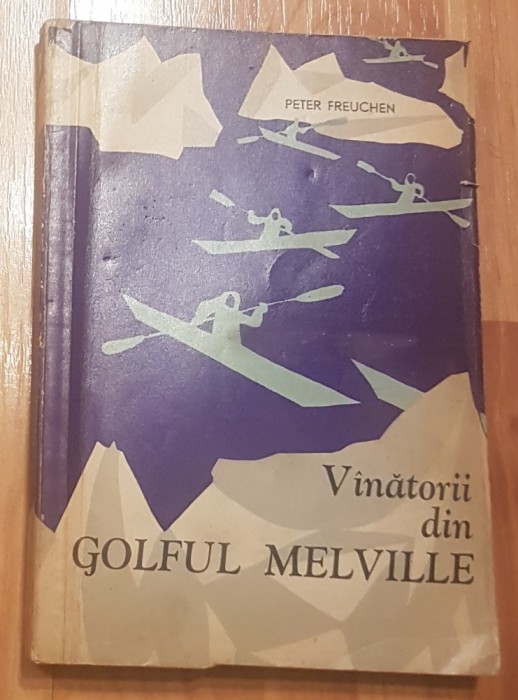 PETER FREUCHEN
Vînătorii
din
GOLFUL MELVILLE